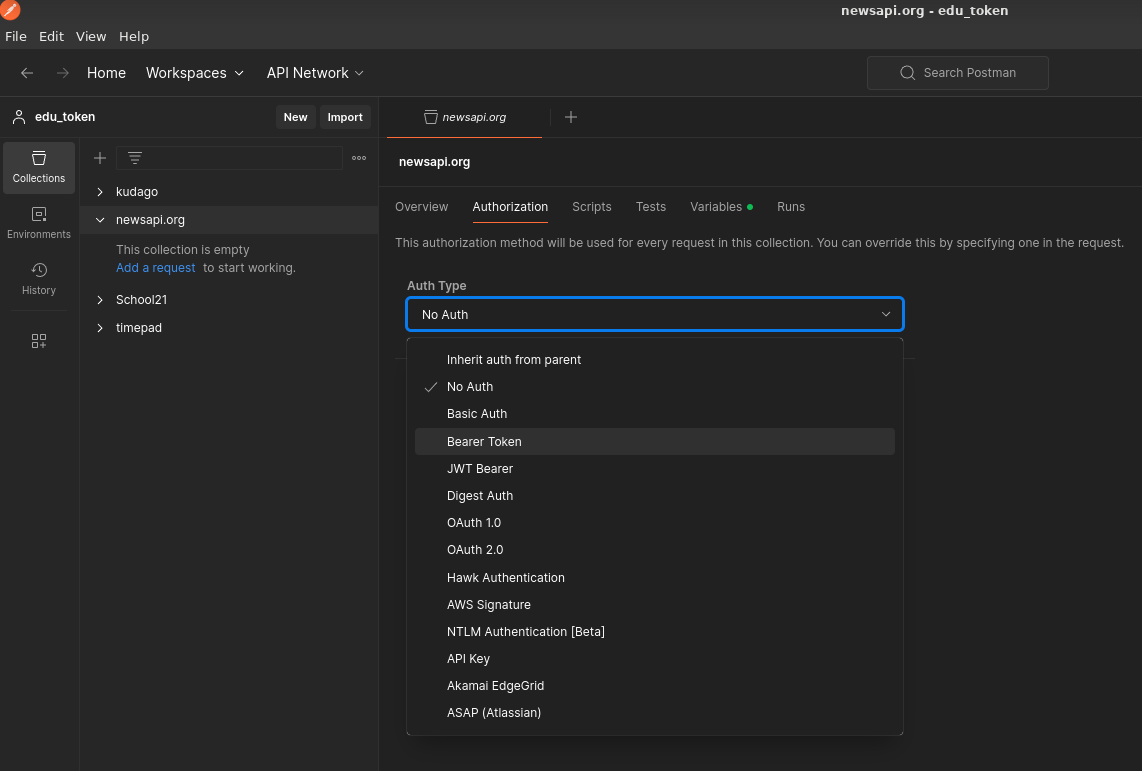 newsapi.org - edu_token
File Edit View Help
Home Workspaces API Network Search Postman
edu_token New Import
newsapi.org
Collections
Environments
History
kudago
newsapi.org
This collection is empty
Add a request to start working.
School21
timepad
newsapi.org
Overview Authorization Scripts Tests Variables Runs
This authorization method will be used for every request in this collection. You can override this by specifying one in the request.
Auth Type
No Auth
Inherit auth from parent
No Auth
Basic Auth
Bearer Token
JWT Bearer
Digest Auth
OAuth 1.0
OAuth 2.0
Hawk Authentication
AWS Signature
NTLM Authentication [Beta]
API Key
Akamai EdgeGrid
ASAP (Atlassian)